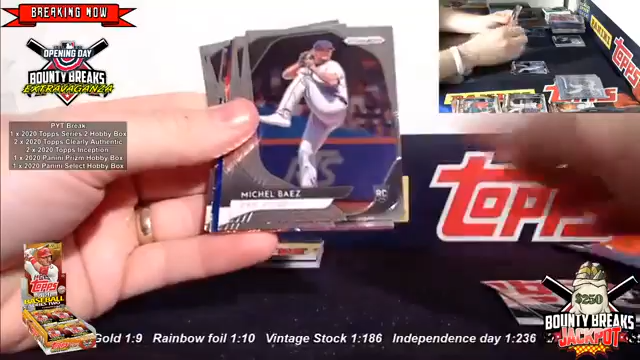 BREAKING NOW
OPENING DAY
BOUNTY BREAKS
EXTRAVAGANZA
PYT Break
1 x 2020 Topps Series 2 Hobby Box
2 x 2020 Topps Clearly Authentic
2 x 2020 Topps Inception
1 x 2020 Panini Prizm Hobby Box
1 x 2020 Panini Select Hobby Box
MICHEL BAEZ
RC
PANINI
Topps
topps
TOPPS
BASEBALL
$250
BOUNTY BREAKS
JACKPOT
Gold 1:9 Rainbow foil 1:10 Vintage Stock 1:186 Independence day 1:236